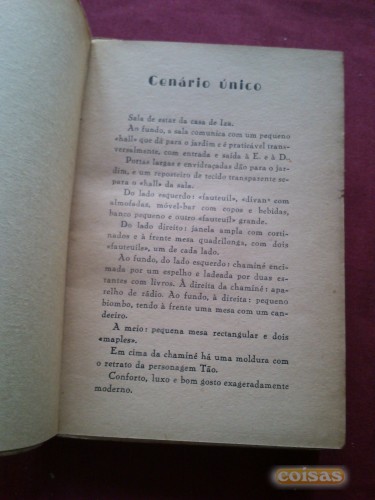 Cenário único
Sala de estar da casa de Isa.
Ao fundo, a sala comunica com um pequeno
«hall» que dá para o jardim e é praticável trans-
versalmente, com entrada e saída à E. e à D.,
Portas largas e envidraçadas dão para o jar-
dim, e um reposteiro de tecido transparente se-
para o «hall» da sala.
Do lado esquerdo: «fauteuil», «divan» com
almofadas, móvel-bar com copos e bebidas,
banco pequeno e outro «fauteuil» grande.
Do lado direito: janela ampla com corti-
nados e à frente mesa quadrilonga, com dois
«fauteuils», um de cada lado.
Ao fundo, do lado esquerdo: chaminé enci-
mada por um espelho e ladeada por duas es-
tantes com livros. À direita da chaminé: apa-
relho de rádio. Ao fundo, à direita: pequeno
biombo, tendo à frente uma mesa com um can-
deeiro.
A meio: pequena mesa rectangular e dois
«maples».
Em cima da chaminé há uma moldura com
o retrato da personagem Tão.
Conforto, luxo e bom gosto exageradamente
moderno.
coisas